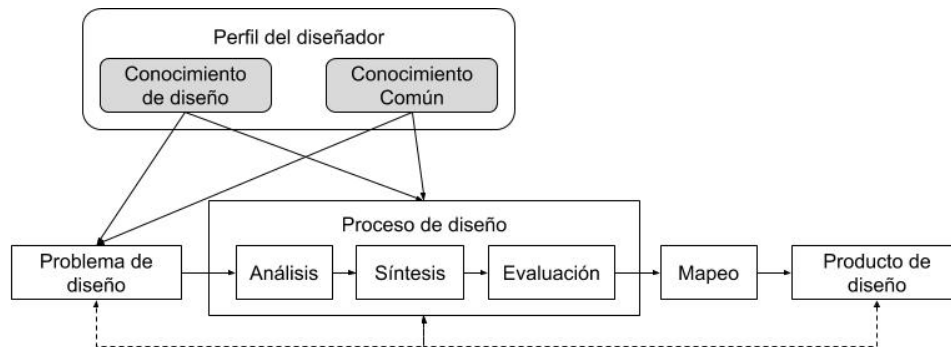 Perfil del diseñador
Conocimiento
de diseño
Conocimiento
Común
Proceso de diseño
Problema de
diseño
Análisis
Síntesis
Evaluación
Mapeo
Producto de
diseño